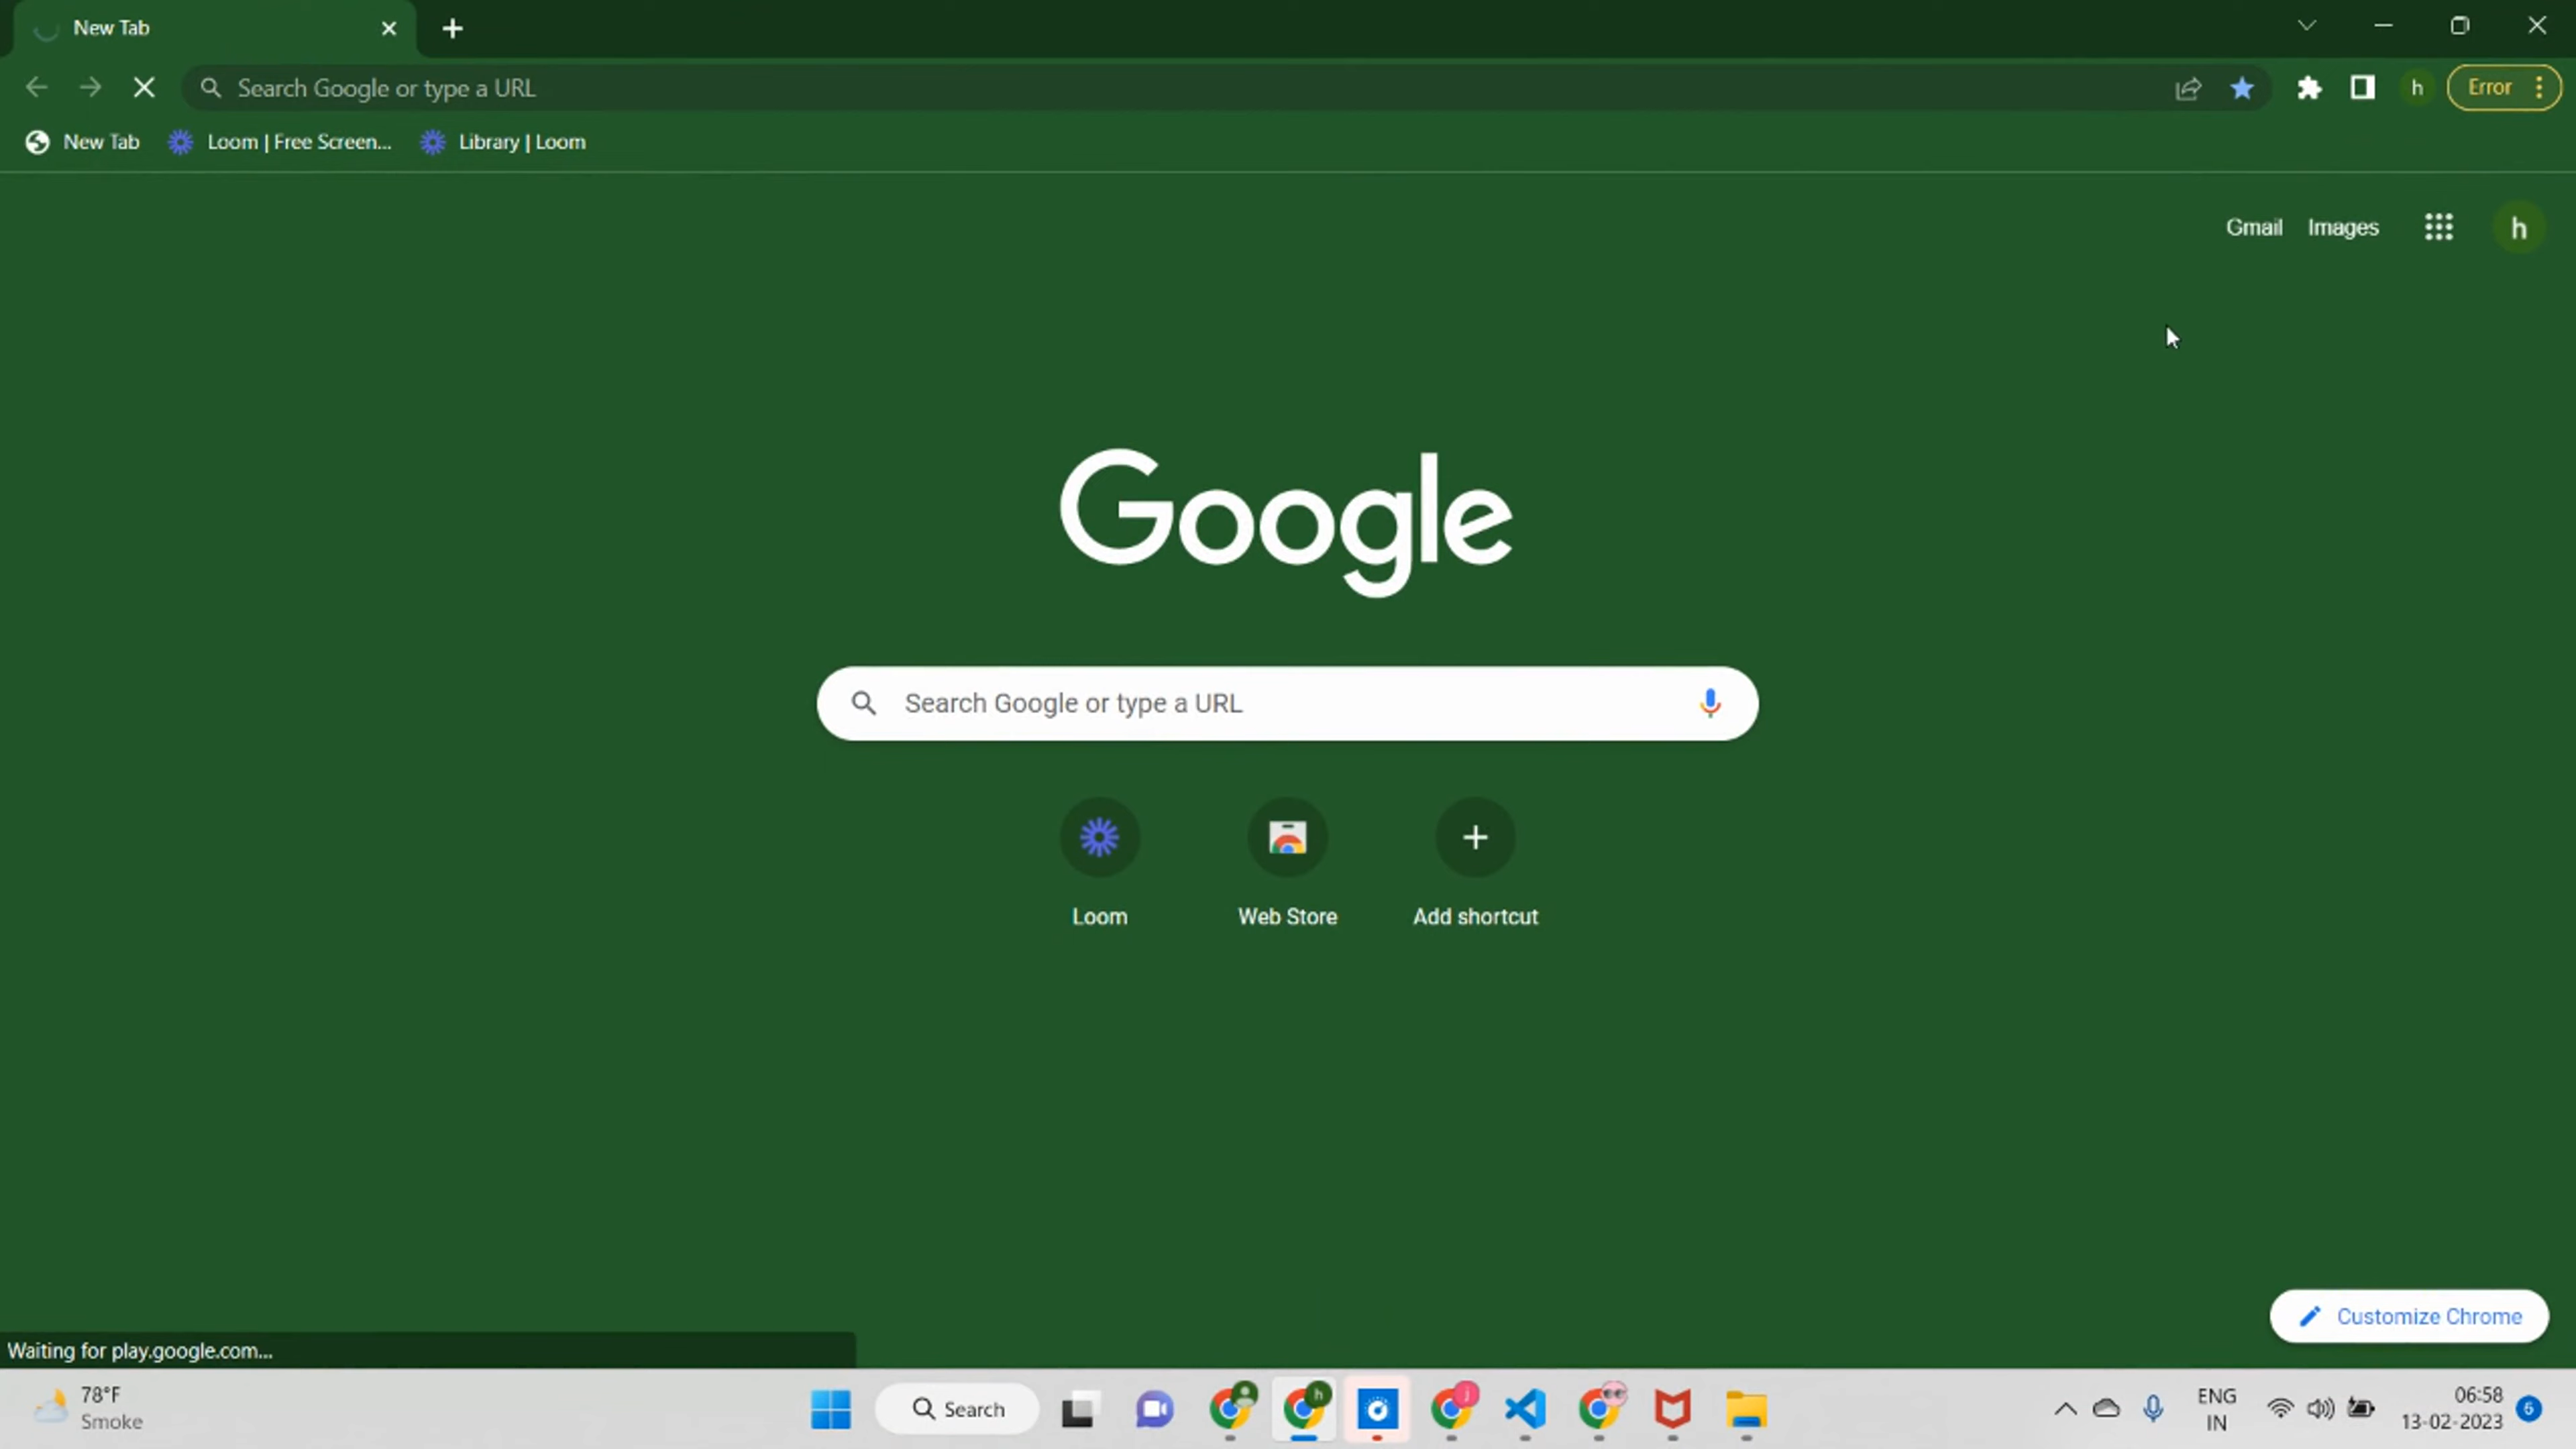 New Tab
Search Google or type a URL
h
Error
New Tab
Loom | Free Screen...
Library | Loom
Gmail
Images
h
Google
Search Google or type a URL
Loom
Web Store
Add shortcut
Customize Chrome
Waiting for play.google.com...
78°F
Smoke
Search
h
j
ENG
IN
06:58
13-02-2023
6